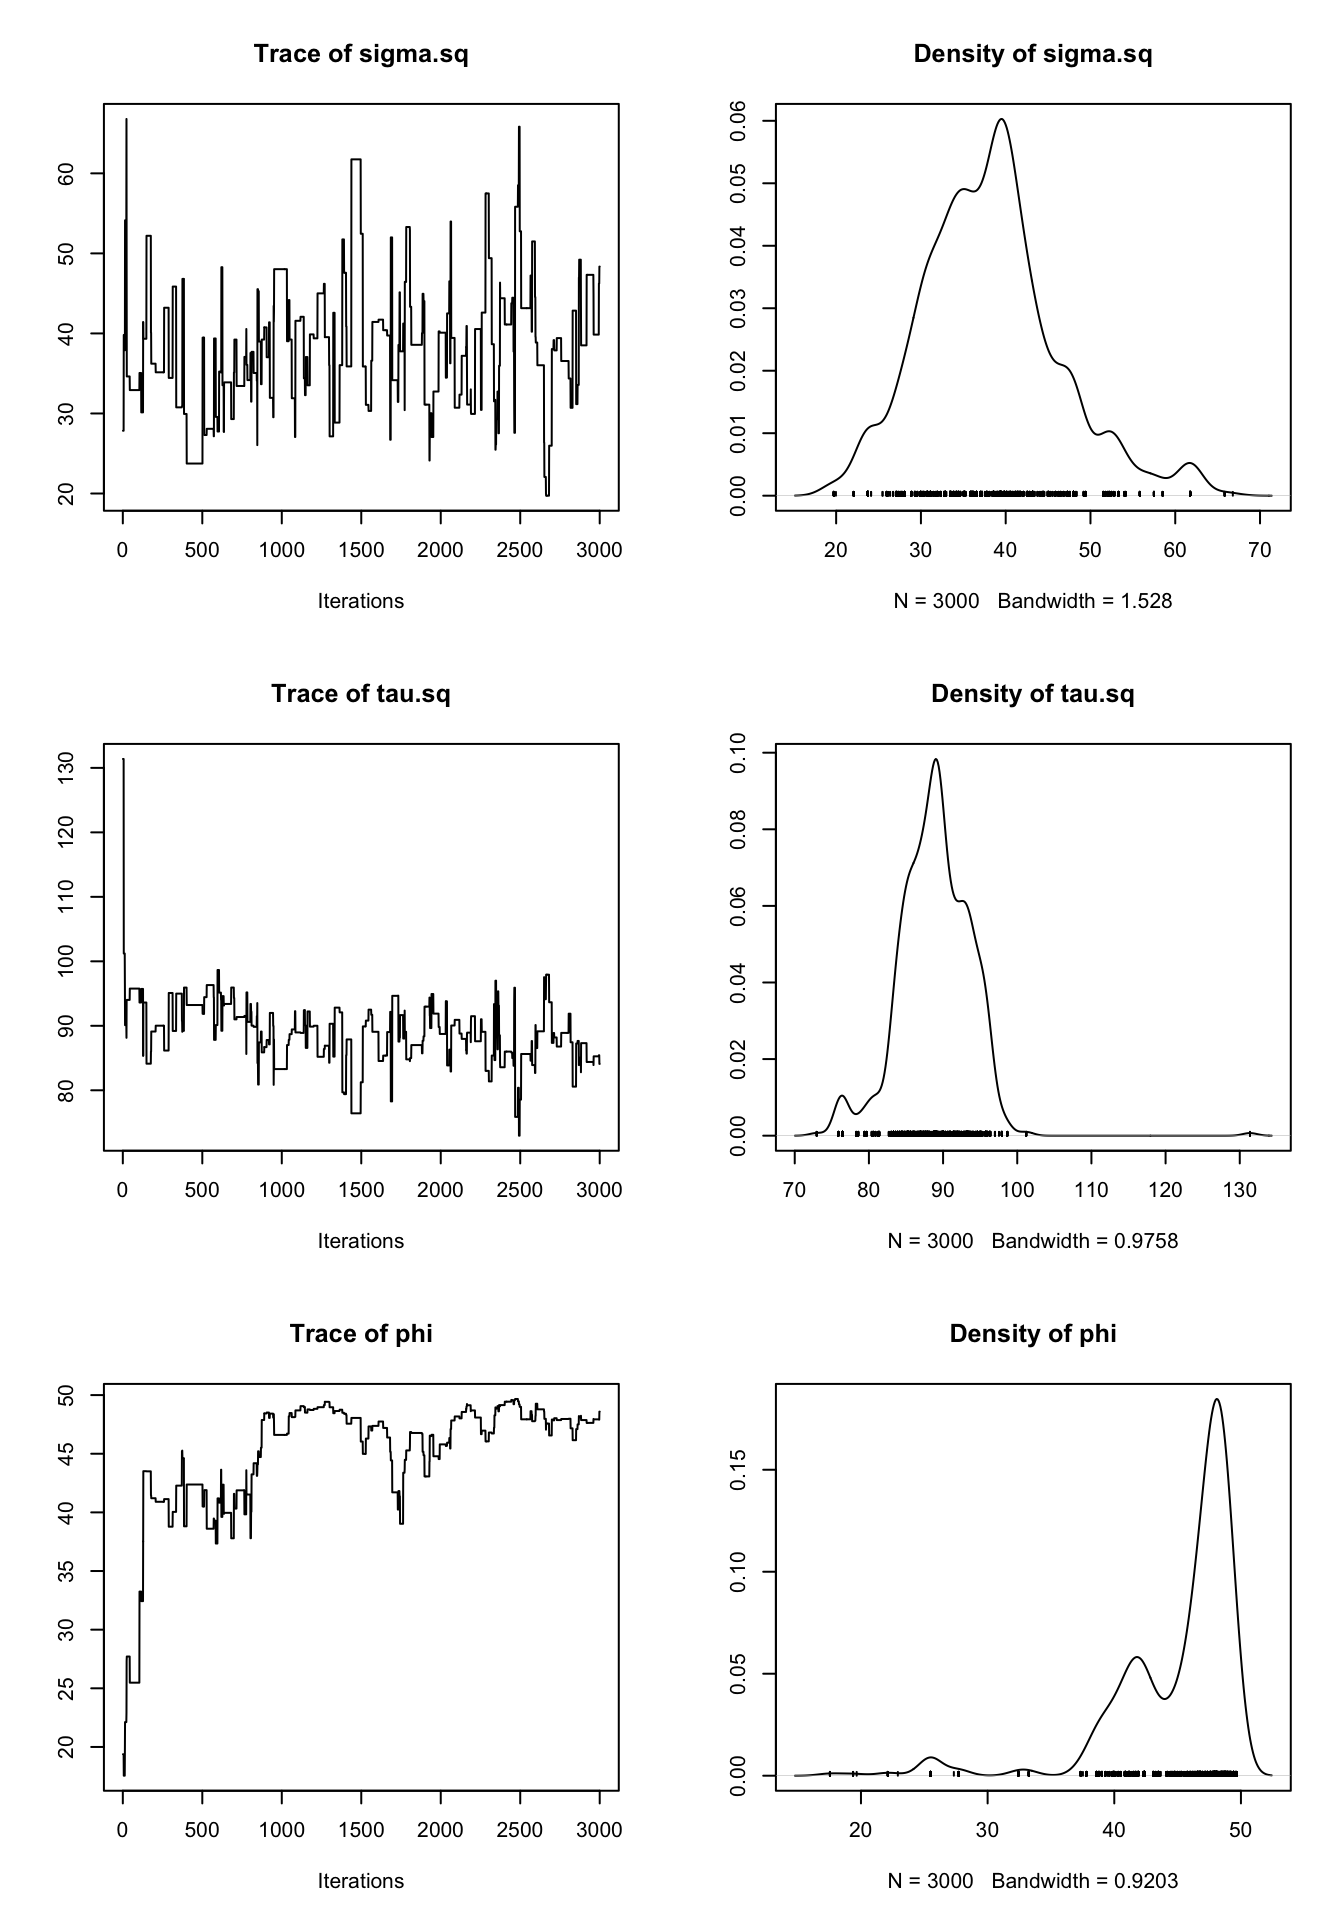 Trace of sigma.sq
60
50
40
30
20
0 500 1000 1500 2000 2500 3000
Iterations
Density of sigma.sq
0.06
0.05
0.04
0.03
0.02
0.01
0.00
20 30 40 50 60 70
N = 3000 Bandwidth = 1.528
Trace of tau.sq
130
120
110
100
90
80
0 500 1000 1500 2000 2500 3000
Iterations
Density of tau.sq
0.10
0.08
0.06
0.04
0.02
0.00
70 80 90 100 110 120 130
N = 3000 Bandwidth = 0.9758
Trace of phi
50
45
40
35
30
25
20
0 500 1000 1500 2000 2500 3000
Iterations
Density of phi
0.15
0.10
0.05
0.00
20 30 40 50
N = 3000 Bandwidth = 0.9203